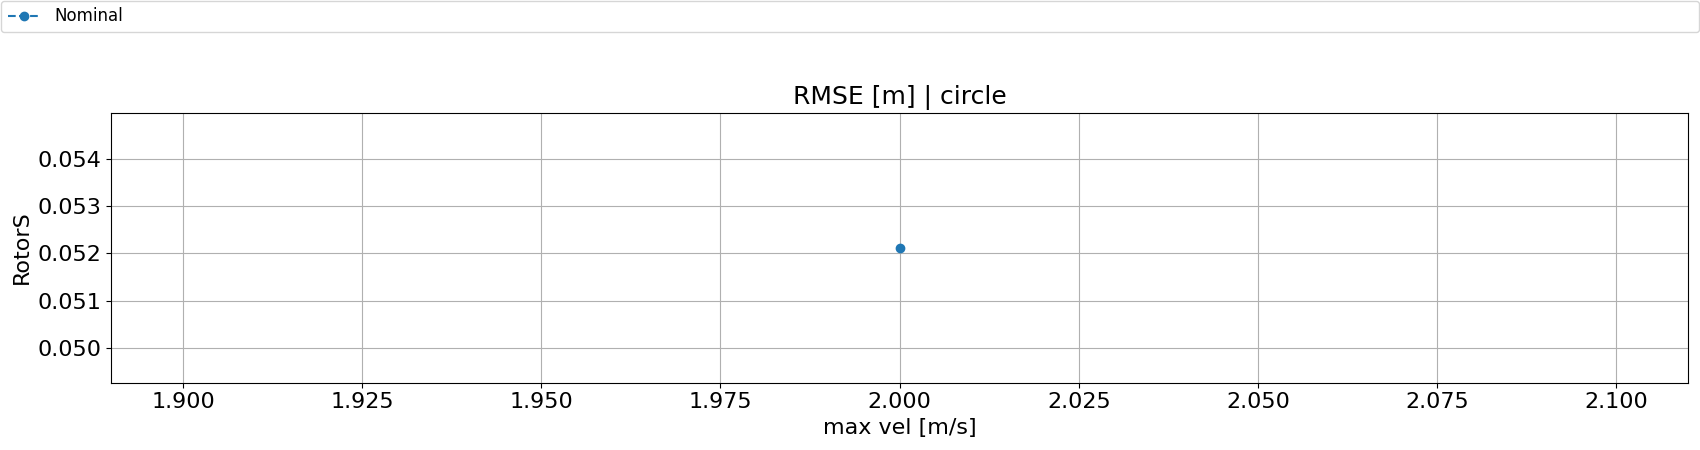 Nominal
RMSE [m] | circle
RotorS
0.054
0.053
0.052
0.051
0.050
1.900 1.925 1.950 1.975 2.000 2.025 2.050 2.075 2.100
max vel [m/s]